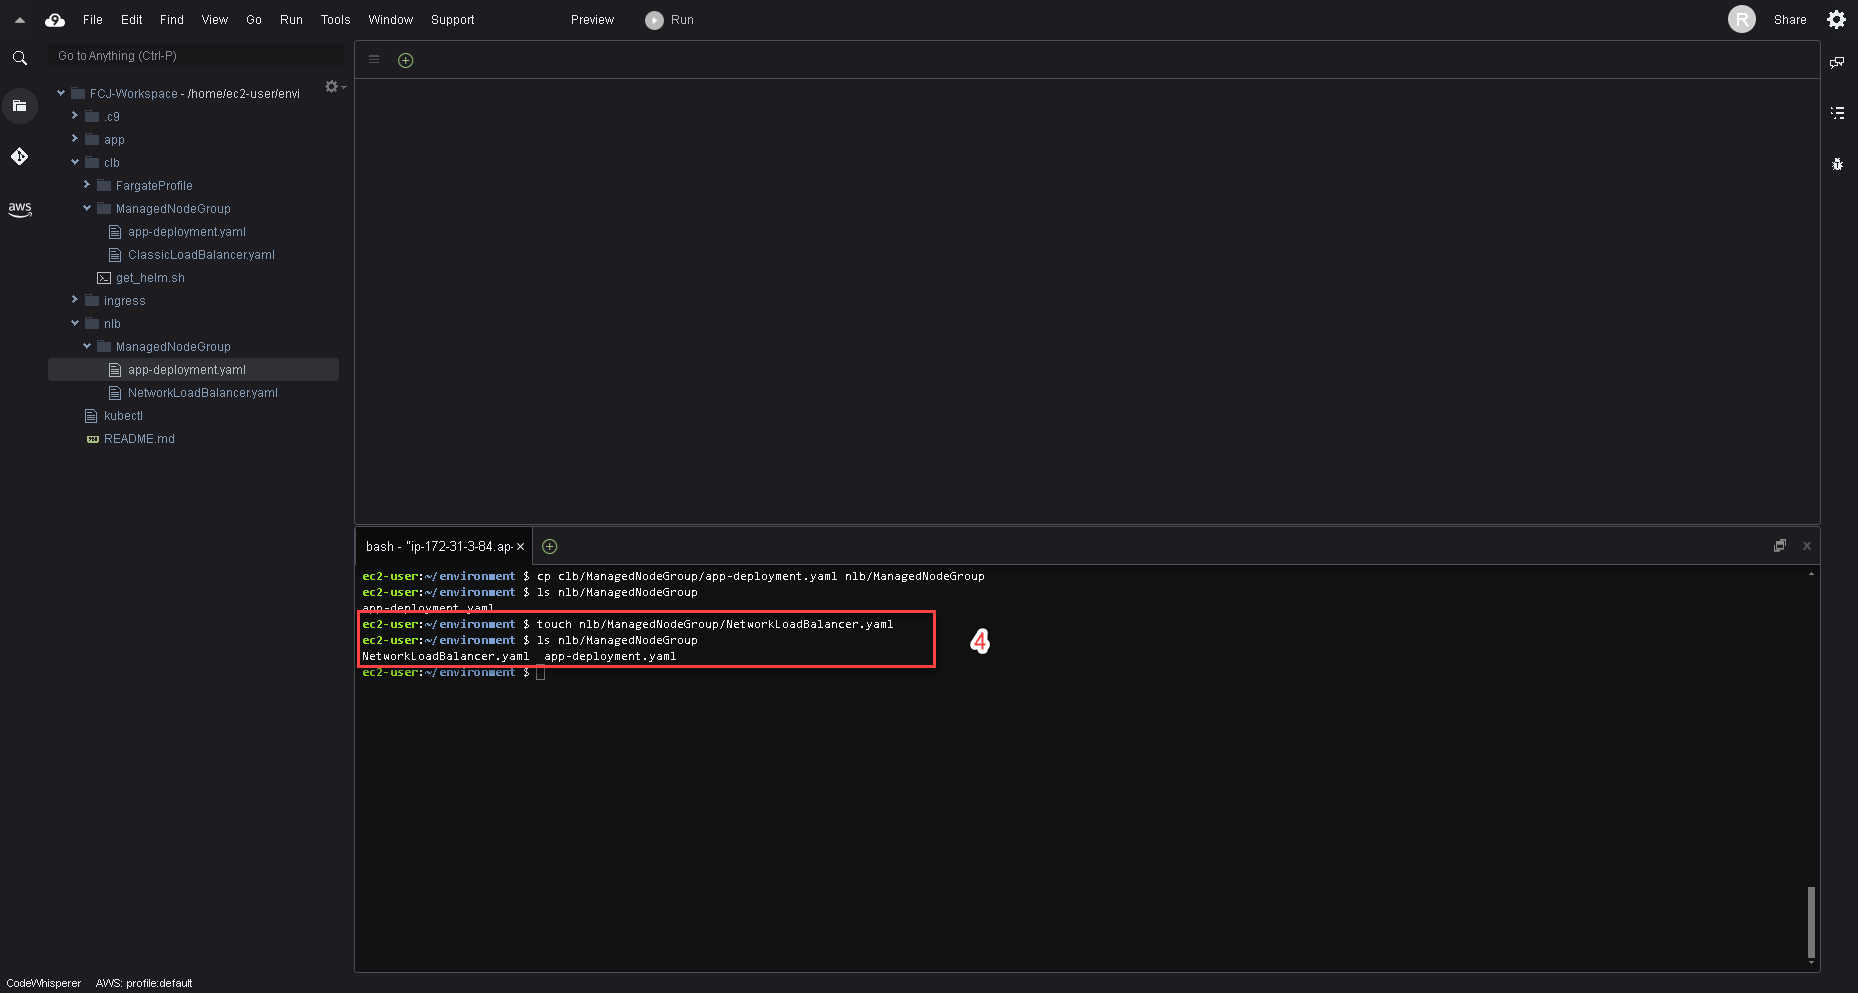 File Edit Find View Go Run Tools Window Support Preview Run R Share
Go to Anything (Ctrl-P)
FCJ-Workspace - /home/ec2-user/envi
.c9
app
clb
FargateProfile
ManagedNodeGroup
app-deployment.yaml
ClassicLoadBalancer.yaml
get_helm.sh
ingress
nlb
ManagedNodeGroup
app-deployment.yaml
NetworkLoadBalancer.yaml
kubectl
README.md
aws
bash - "ip-172-31-3-84.ap-
ec2-user:~/environment $ cp clb/ManagedNodeGroup/app-deployment.yaml nlb/ManagedNodeGroup
ec2-user:~/environment $ ls nlb/ManagedNodeGroup
app-deployment.yaml
ec2-user:~/environment $ touch nlb/ManagedNodeGroup/NetworkLoadBalancer.yaml
ec2-user:~/environment $ ls nlb/ManagedNodeGroup
NetworkLoadBalancer.yaml  app-deployment.yaml
ec2-user:~/environment $
4
CodeWhisperer AWS: profile:default